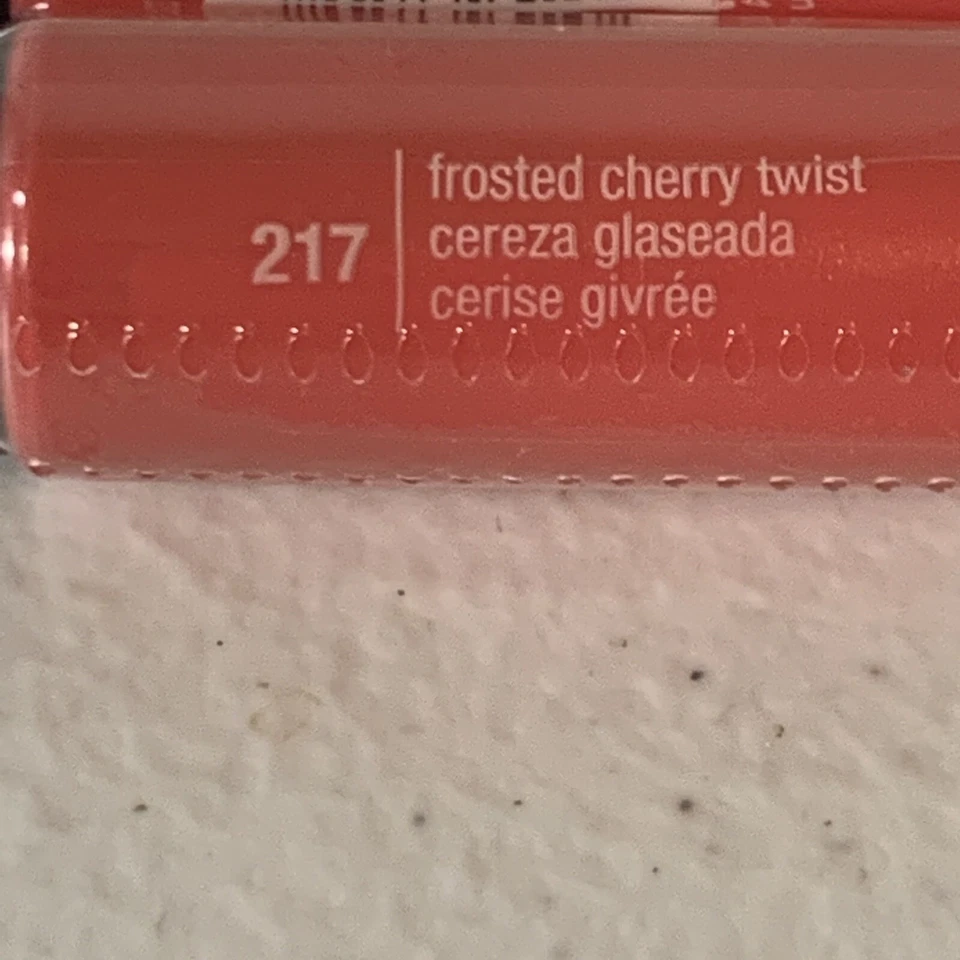 217
frosted cherry twist
cereza glaseada
cerise givrée